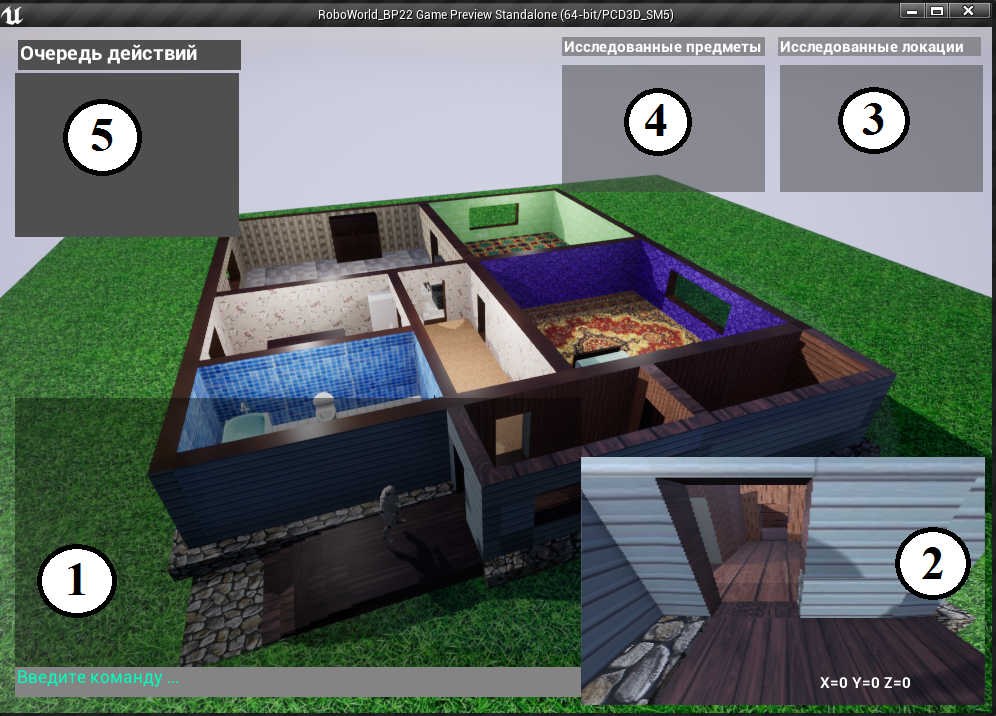 RoboWorld_BP22 Game Preview Standalone (64-bit/PCD3D_SM5)
Очередь действий
Исследованные предметы
Исследованные локации
5
4
3
1
2
Введите команду ...
X=0 Y=0 Z=0